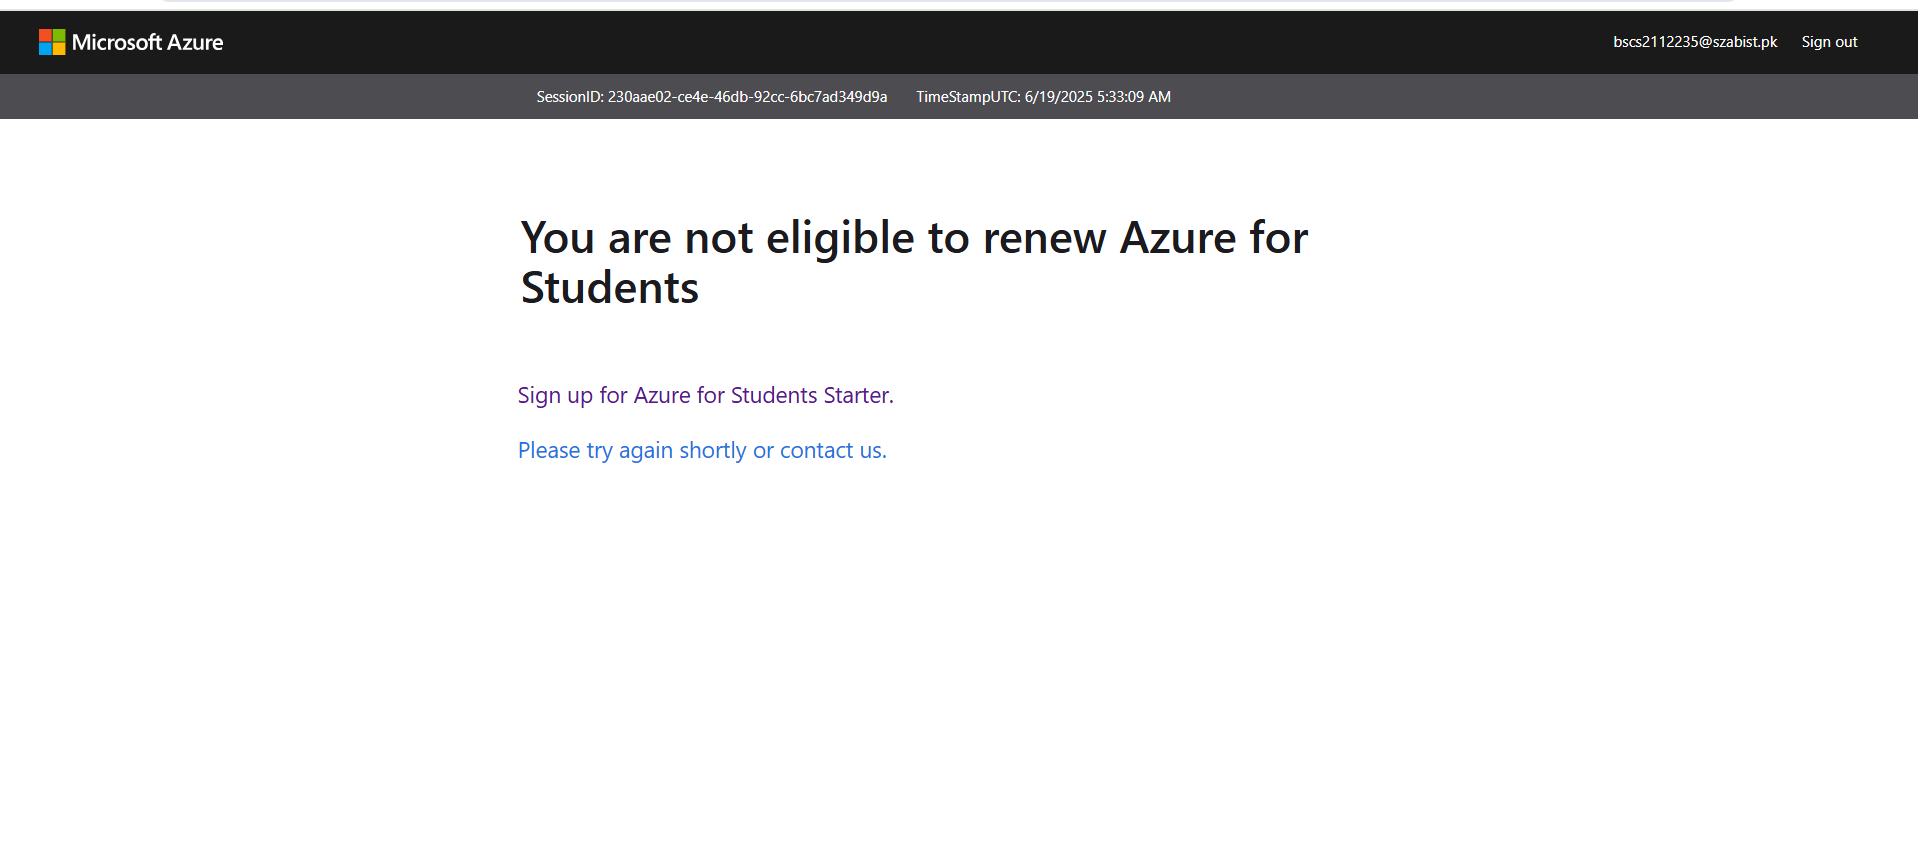 Microsoft Azure
bscs2112235@szabist.pk Sign out
SessionID: 230aae02-ce4e-46db-92cc-6bc7ad349d9a TimeStampUTC: 6/19/2025 5:33:09 AM
You are not eligible to renew Azure for
Students
Sign up for Azure for Students Starter.
Please try again shortly or contact us.